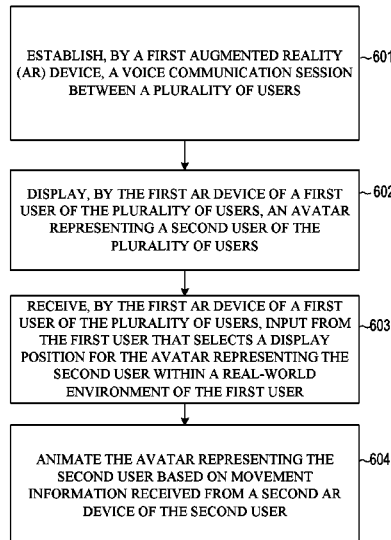 ESTABLISH, BY A FIRST AUGMENTED REALITY
(AR) DEVICE, A VOICE COMMUNICATION SESSION
BETWEEN A PLURALITY OF USERS
601
DISPLAY, BY THE FIRST AR DEVICE OF A FIRST
USER OF THE PLURALITY OF USERS, AN AVATAR
REPRESENTING A SECOND USER OF THE
PLURALITY OF USERS
602
RECEIVE, BY THE FIRST AR DEVICE OF A FIRST
USER OF THE PLURALITY OF USERS, INPUT FROM
THE FIRST USER THAT SELECTS A DISPLAY
POSITION FOR THE AVATAR REPRESENTING THE
SECOND USER WITHIN A REAL-WORLD
ENVIRONMENT OF THE FIRST USER
603
ANIMATE THE AVATAR REPRESENTING THE
SECOND USER BASED ON MOVEMENT
INFORMATION RECEIVED FROM A SECOND AR
DEVICE OF THE SECOND USER
604